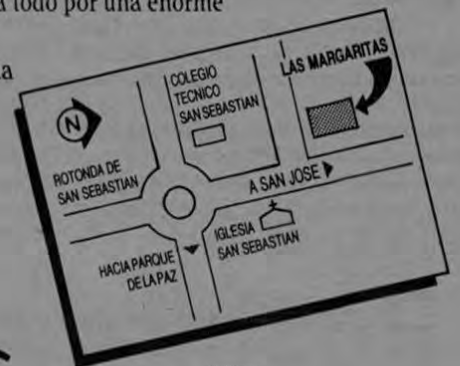 a todo por una enorme
a
N
ROTONDA DE
SAN SEBASTIAN
COLEGIO
TECNICO
SAN SEBASTIAN
LAS MARGARITAS
A SAN JOSE
IGLESIA
SAN SEBASTIAN
HACIA PARQUE
DE LA PAZ